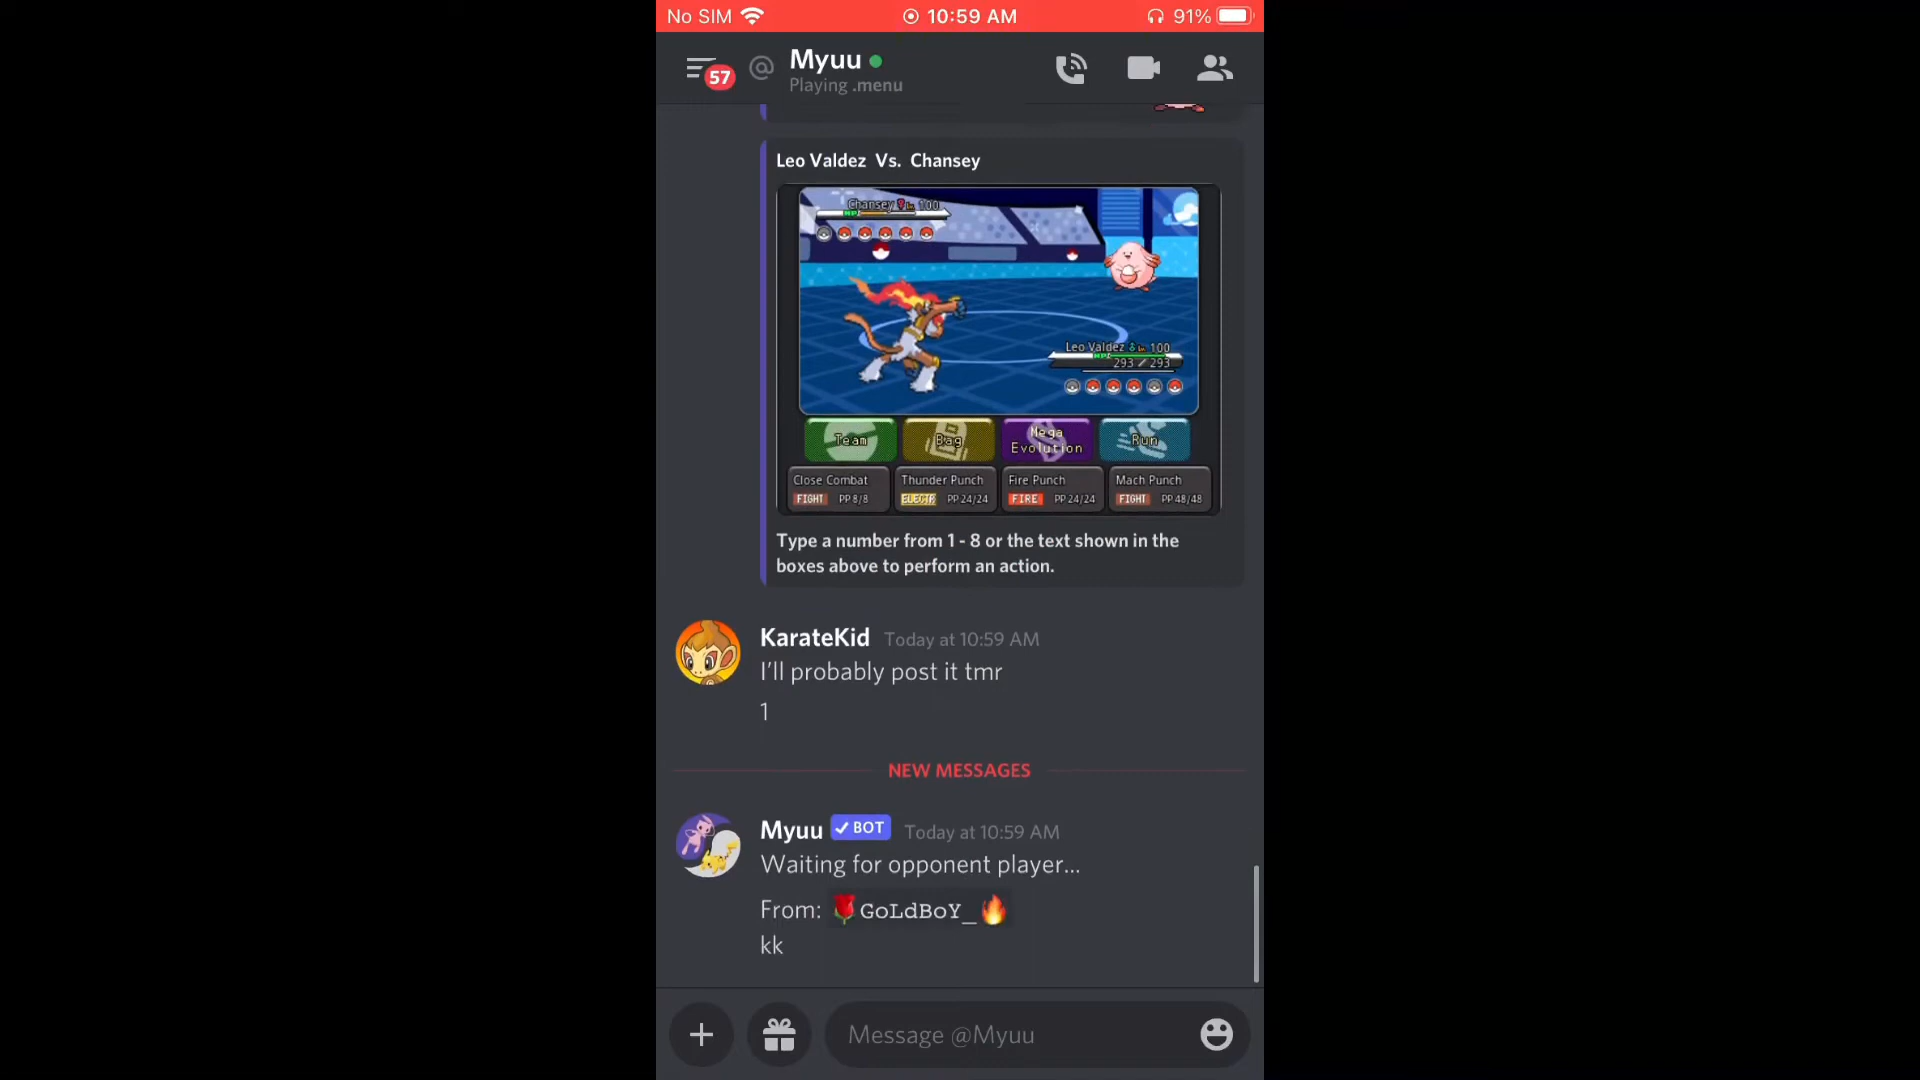 No SIM 10:59 AM 91%
57 @ Myuu
Playing .menu
Leo Valdez Vs. Chansey
Chansey Lv. 100
HP
Leo Valdez Lv. 100
HP
293 / 293
Team Bag Mega Evolution Run
Close Combat Thunder Punch Fire Punch Mach Punch
FIGHT PP 8/8 ELECTR PP 24/24 FIRE PP 24/24 FIGHT PP 48/48
Type a number from 1 - 8 or the text shown in the
boxes above to perform an action.
KarateKid Today at 10:59 AM
I'll probably post it tmr
1
NEW MESSAGES
Myuu ✓ BOT Today at 10:59 AM
Waiting for opponent player...
From: 🌹GoLdBoY_🔥
kk
Message @Myuu